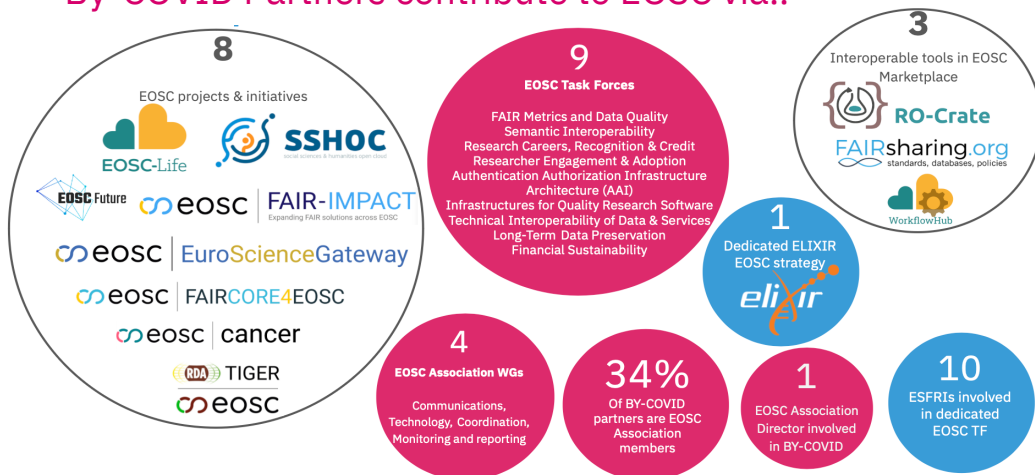 By-COVID Partners contribute to EOSC via..
8
EOSC projects & initiatives
EOSC-Life
SSHOC
social sciences & humanities open cloud
EOSC Future
eosc FAIR-IMPACT
Expanding FAIR solutions across EOSC
eosc EuroScienceGateway
eosc FAIRCORE4EOSC
eosc cancer
RDA TIGER
eosc
9
EOSC Task Forces
FAIR Metrics and Data Quality
Semantic Interoperability
Research Careers, Recognition & Credit
Researcher Engagement & Adoption
Authentication Authorization Infrastructure
Architecture (AAI)
Infrastructures for Quality Research Software
Technical Interoperability of Data & Services
Long-Term Data Preservation
Financial Sustainability
3
Interoperable tools in EOSC
Marketplace
RO-Crate
FAIRsharing.org
standards, databases, policies
WorkflowHub
1
Dedicated ELIXIR
EOSC strategy
elixir
4
EOSC Association WGs
Communications,
Technology, Coordination,
Monitoring and reporting
34%
Of BY-COVID
partners are EOSC
Association
members
1
EOSC Association
Director involved
in BY-COVID
10
ESFRIs involved
in dedicated
EOSC TF